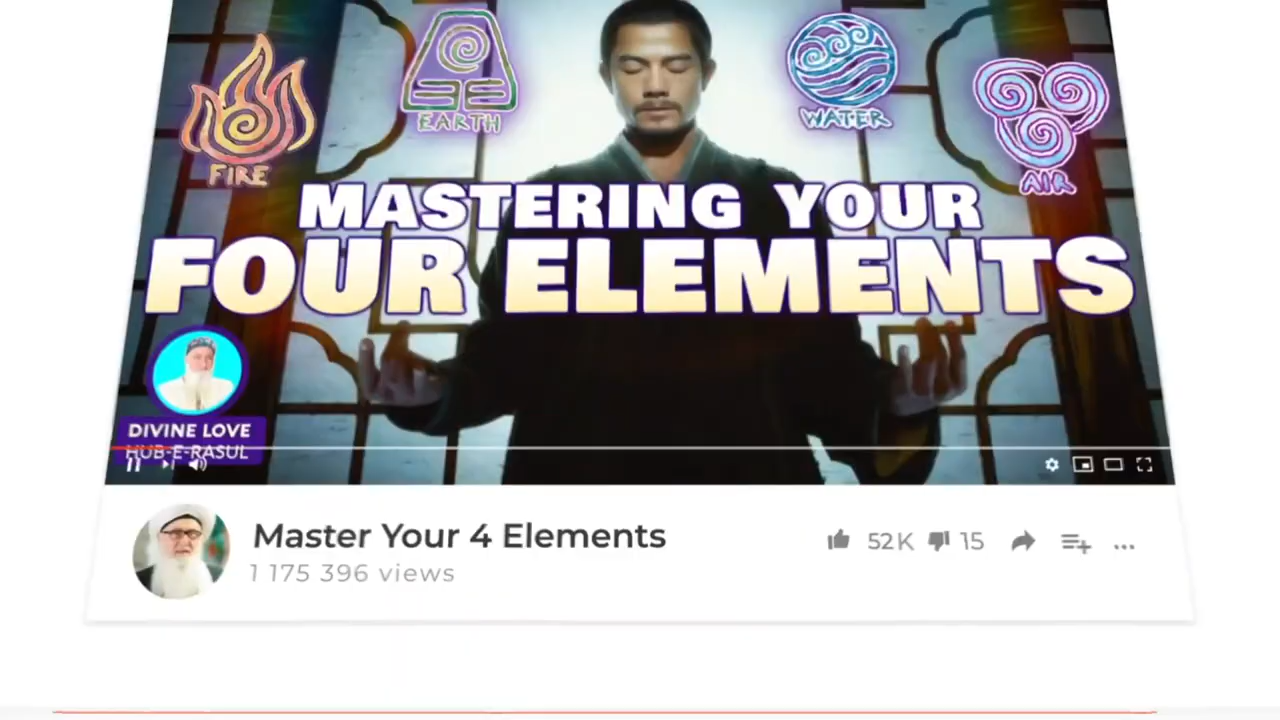 FIRE
EARTH
WATER
AIR
MASTERING YOUR
FOUR ELEMENTS
DIVINE LOVE
HUB-E-RASUL
Master Your 4 Elements
1 175 396 views
52K
15